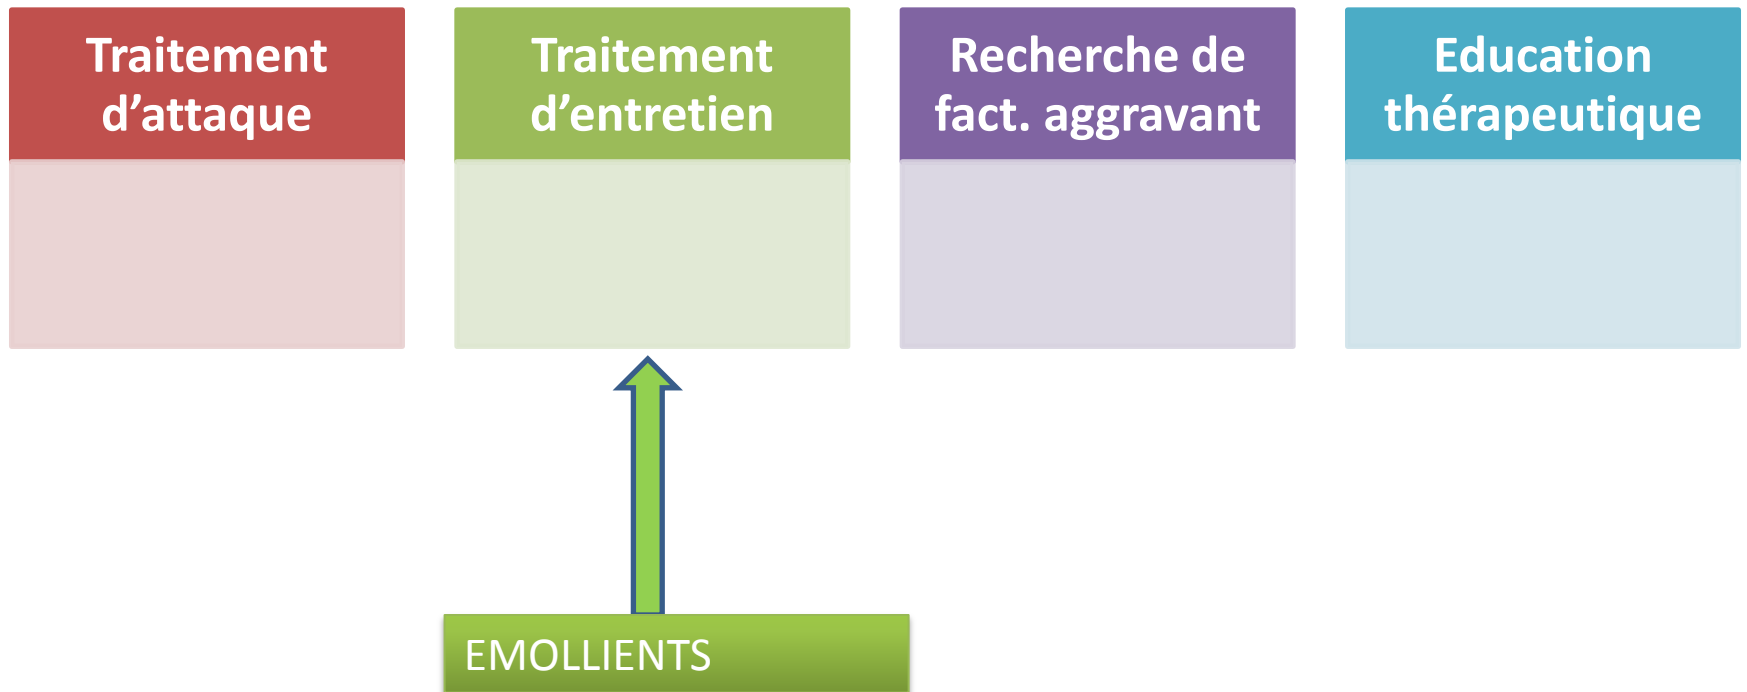 Traitement
d’attaque
Traitement
d’entretien
Recherche de
fact. aggravant
Education
thérapeutique
EMOLLIENTS